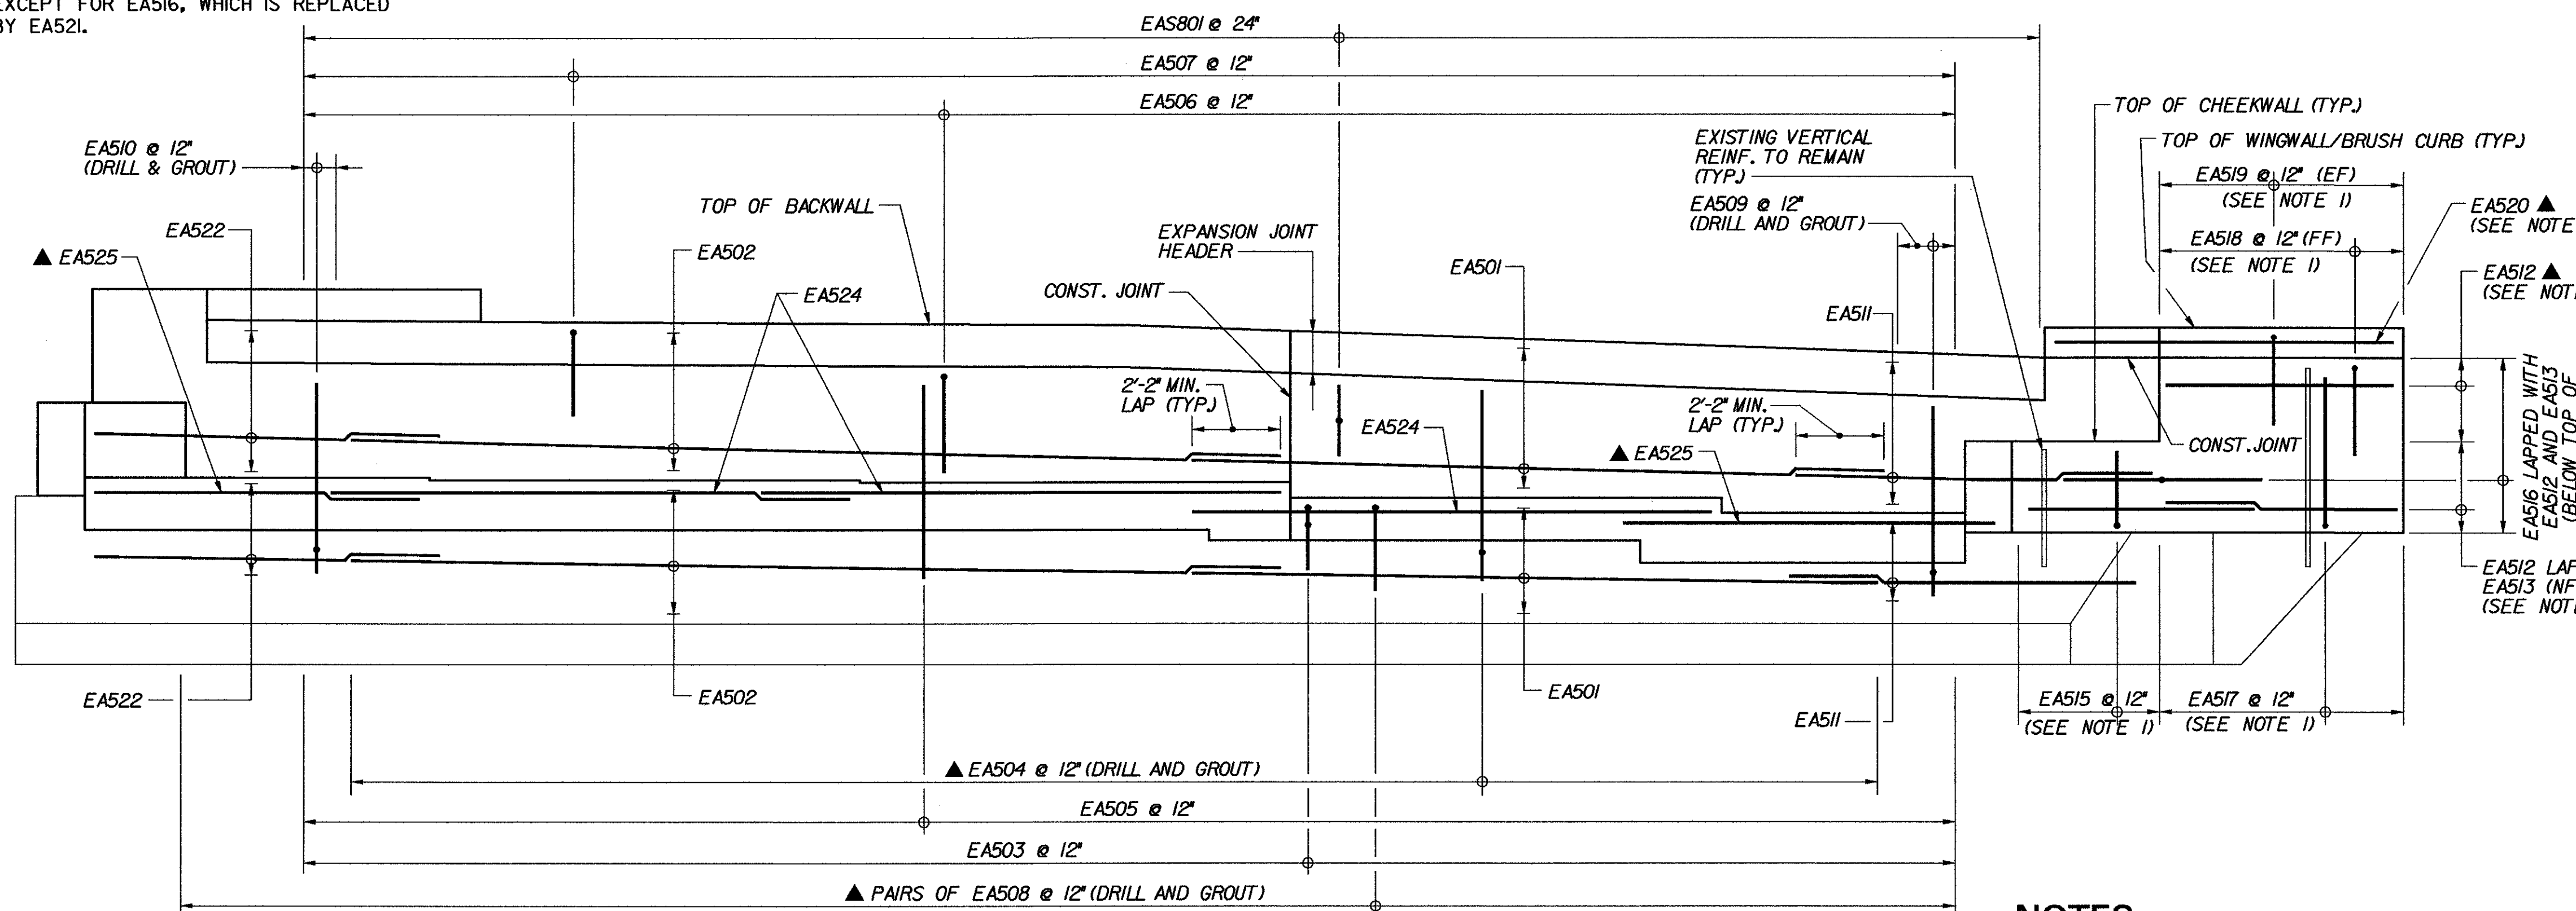 EXCEPT FOR EA516, WHICH IS REPLACED
BY EA521.
EAS801 @ 24"
EA507 @ 12"
EA506 @ 12"
EA510 @ 12"
(DRILL & GROUT)
EXISTING VERTICAL
REINF. TO REMAIN
(TYP.)
TOP OF CHEEKWALL (TYP.)
TOP OF WINGWALL/BRUSH CURB (TYP.)
EA519 @ 12" (EF)
(SEE NOTE 1)
EA518 @ 12" (FF)
(SEE NOTE 1)
EA520 ▲
(SEE NOTE
EA512 ▲
(SEE NOT
EA509 @ 12"
(DRILL AND GROUT)
TOP OF BACKWALL
EXPANSION JOINT
HEADER
EA522
▲ EA525
EA502
EA524
CONST. JOINT
EA501
EA511
2'-2" MIN.
LAP (TYP.)
EA524
2'-2" MIN.
LAP (TYP.)
▲ EA525
CONST. JOINT
EA516 LAPPED WITH
EA512 AND EA513
(BELOW TOP OF
EA512 LAP
EA513 (NF
(SEE NOTE
EA522
EA502
EA501
EA511
EA515 @ 12"
(SEE NOTE 1)
EA517 @ 12"
(SEE NOTE 1)
▲ EA504 @ 12" (DRILL AND GROUT)
EA505 @ 12"
EA503 @ 12"
▲ PAIRS OF EA508 @ 12" (DRILL AND GROUT)
NOTES